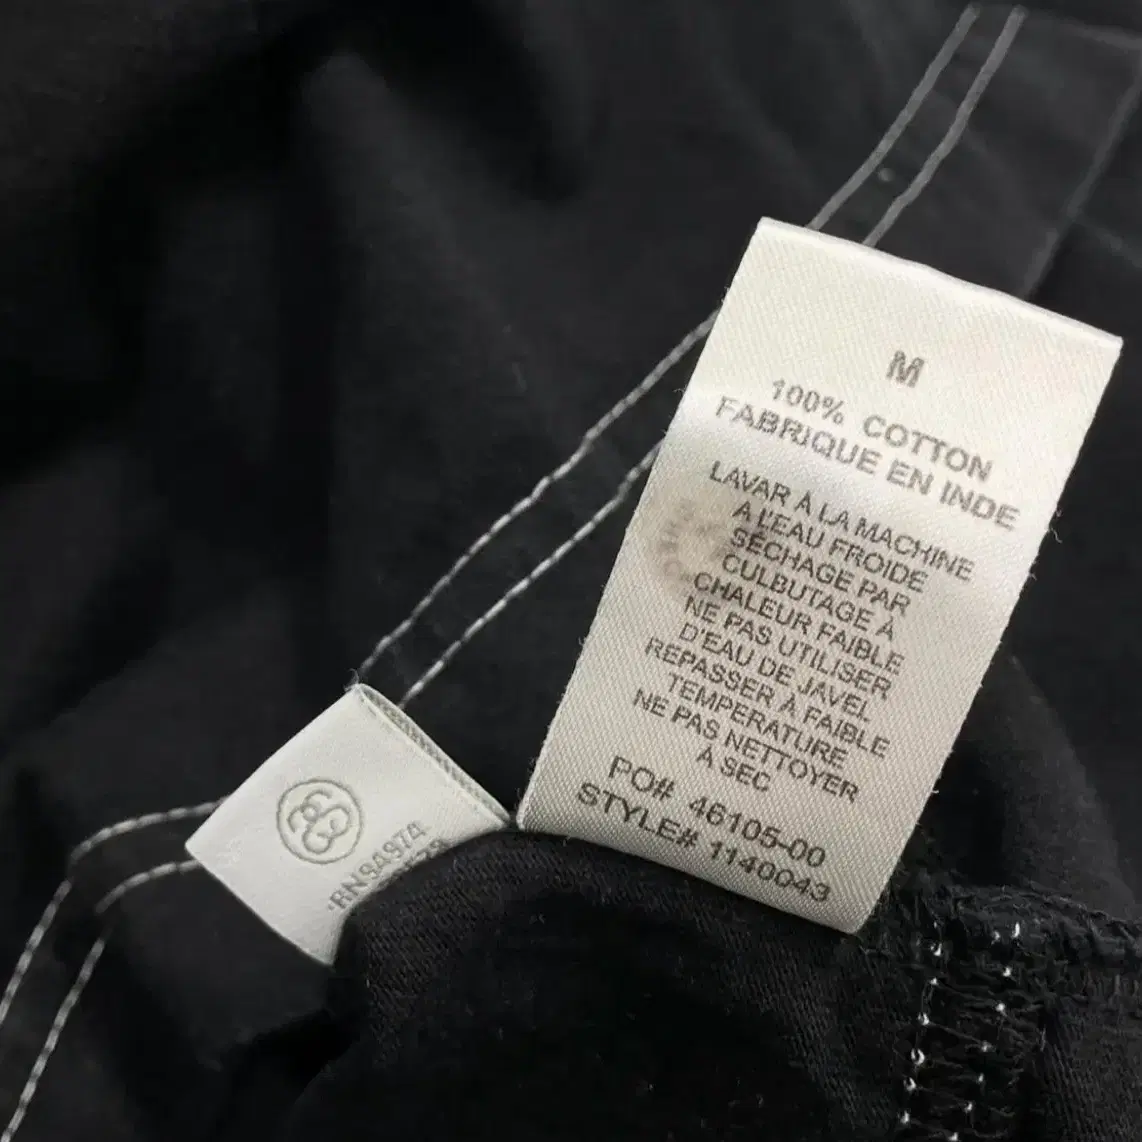 M
100% COTTON
FABRIQUE EN INDE
LAVAR À LA MACHINE
A L'EAU FROIDE
SÉCHAGE PAR
CULBUTAGE À
CHALEUR FAIBLE
NE PAS UTILISER
D'EAU DE JAVEL
REPASSER À FAIBLE
TEMPERATURE
NE PAS NETTOYER
À SEC
PO# 46105-00
STYLE# 1140043
RN94974